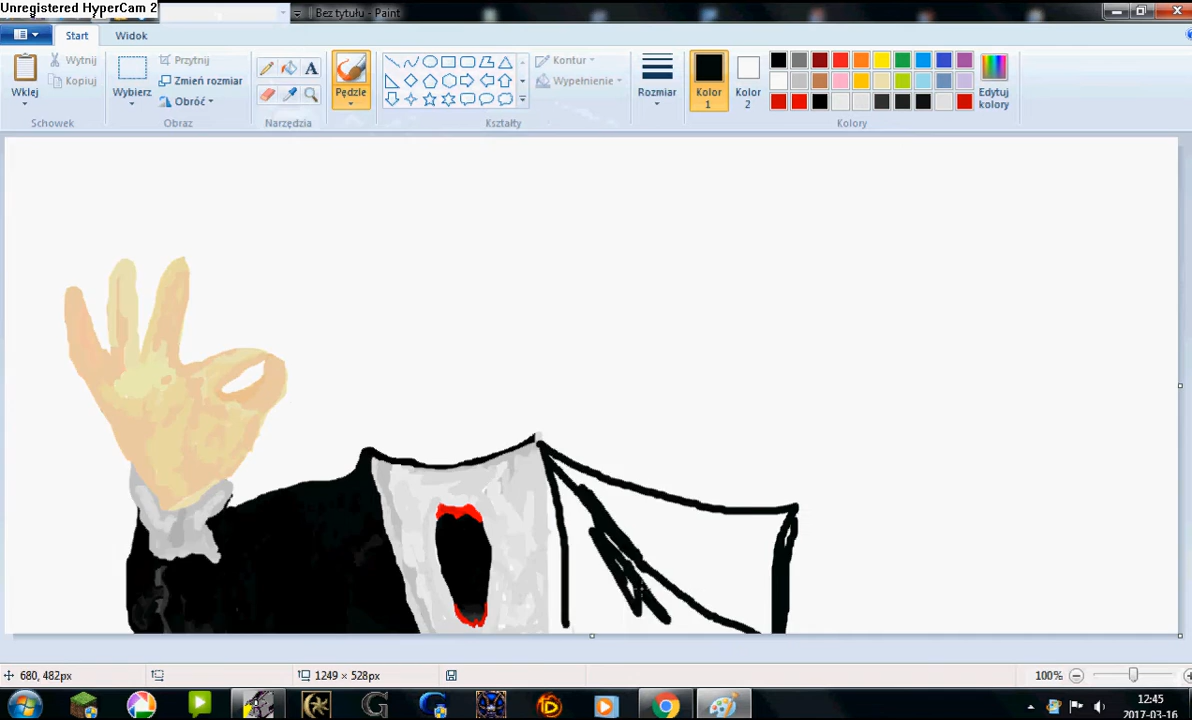 Unregistered HyperCam 2
Bez tytułu - Paint
Start
Widok
Wklej
Wytnij
Kopiuj
Schowek
Wybierz
Przytnij
Zmień rozmiar
Obróć
Obraz
A
Narzędzia
Pędzle
Kontur
Wypełnienie
Kształty
Rozmiar
Kolor
1
Kolor
2
Edytuj
kolory
Kolory
680, 482px
1249 × 528px
100%
12:45
2017-03-16